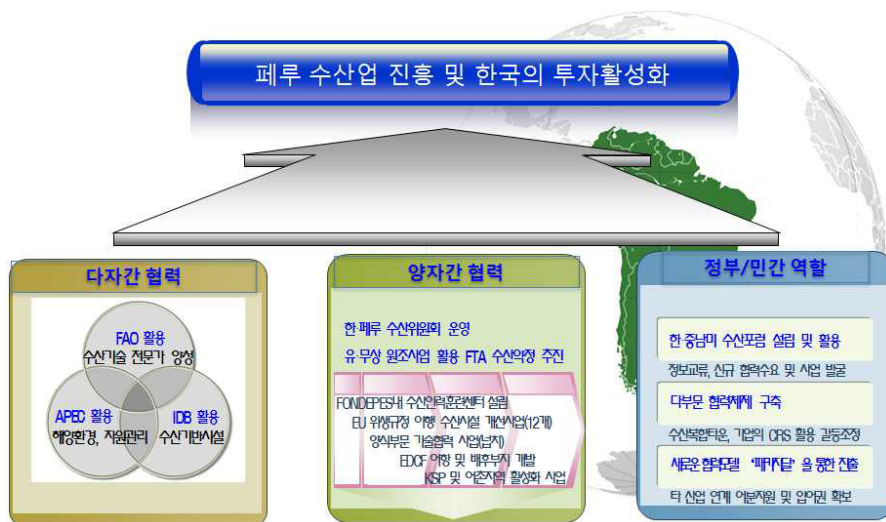 페루 수산업 진흥 및 한국의 투자활성화
다자간 협력
FAO 활용
수산기술 전문가 양성
APEC 활용
해양환경, 자원관리
IDB 활용
수산기반시설
양자간 협력
한·페루 수산위원회 운영
유·무상 원조사업 활용 FTA 수산약정 추진
FONDEPES내 수산인력훈련센터 설립
EU 위생규정 이행 수산시설 개선사업(12개)
양식부문 기술협력 사업(넙치)
EDCF 어항 및 배후부지 개발
KSP 및 어촌지역 활성화 사업
정부/민간 역할
한·중남미 수산포럼 설립 및 활용
정보교류, 신규 협력수요 및 사업 발굴
다부문 협력체제 구축
수산복합타운, 기업의 CRS 활용 갈등조정
새로운 협력모델 "패키지딜"을 통한 진출
타 산업 연계 어분자원 및 입어권 확보